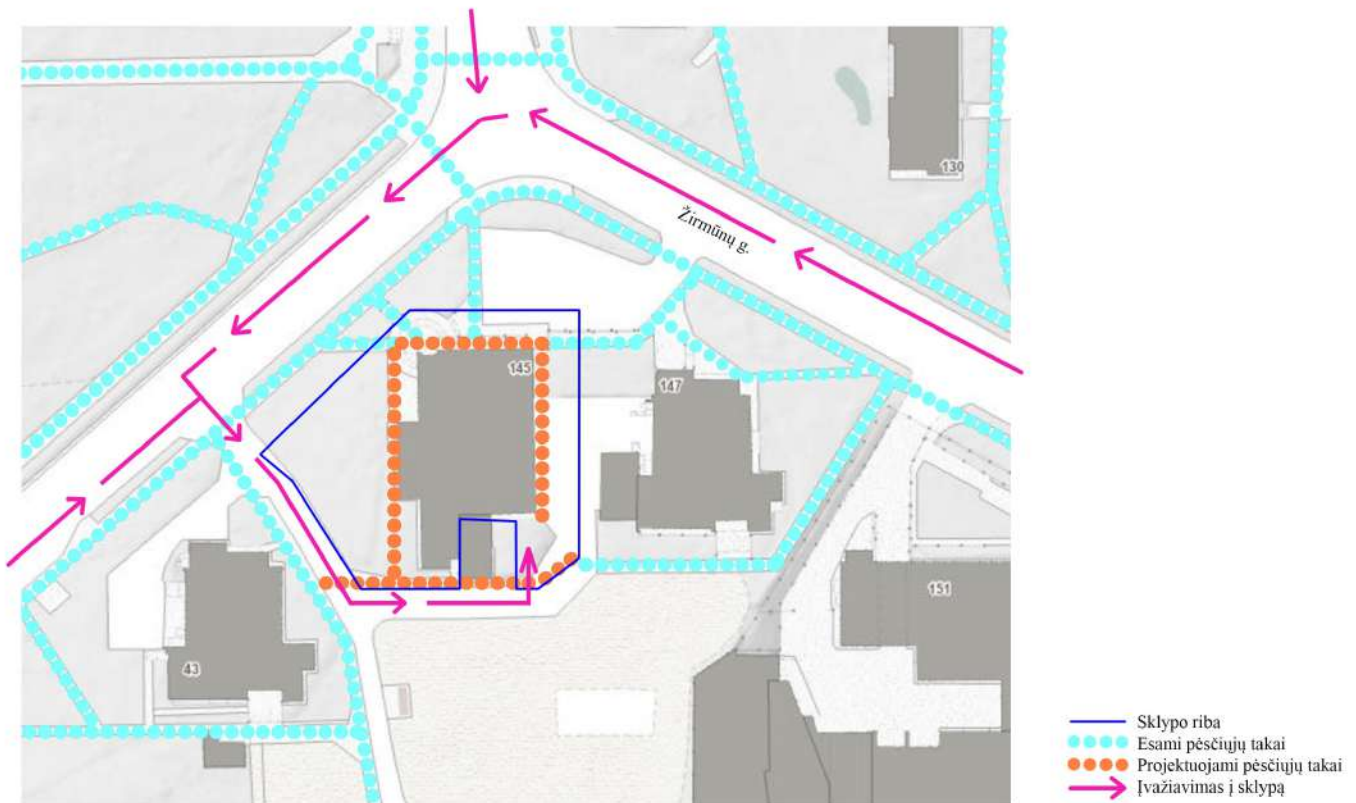 130
Žirmūnų g.
145
147
151
43
Sklypo riba
Esami pėsčiųjų takai
Projektuojami pėsčiųjų takai
Įvažiavimas į sklypą